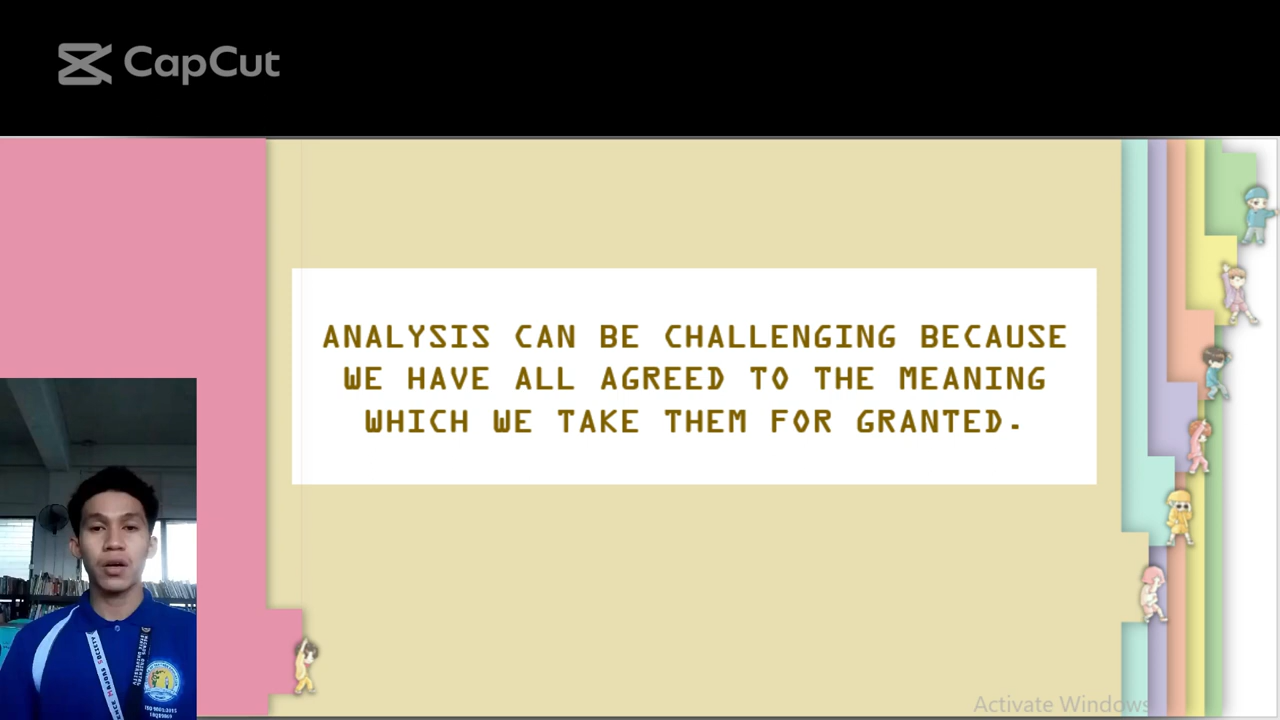 CapCut
ANALYSIS CAN BE CHALLENGING BECAUSE
WE HAVE ALL AGREED TO THE MEANING
WHICH WE TAKE THEM FOR GRANTED.
SOCIETY
Activate Windows